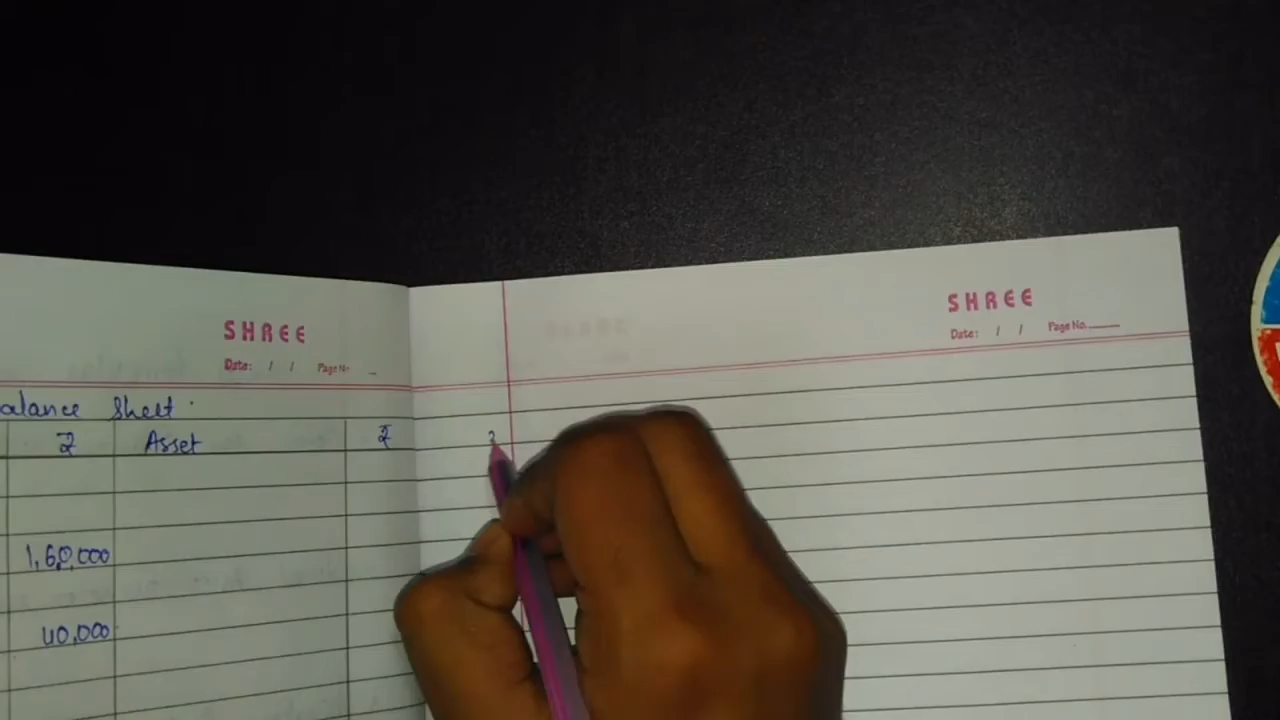 SHREE
Date: / / Page No.
alance Sheet
₹ Asset ₹
1,60,000
40,000
SHREE
Date: / / Page No.